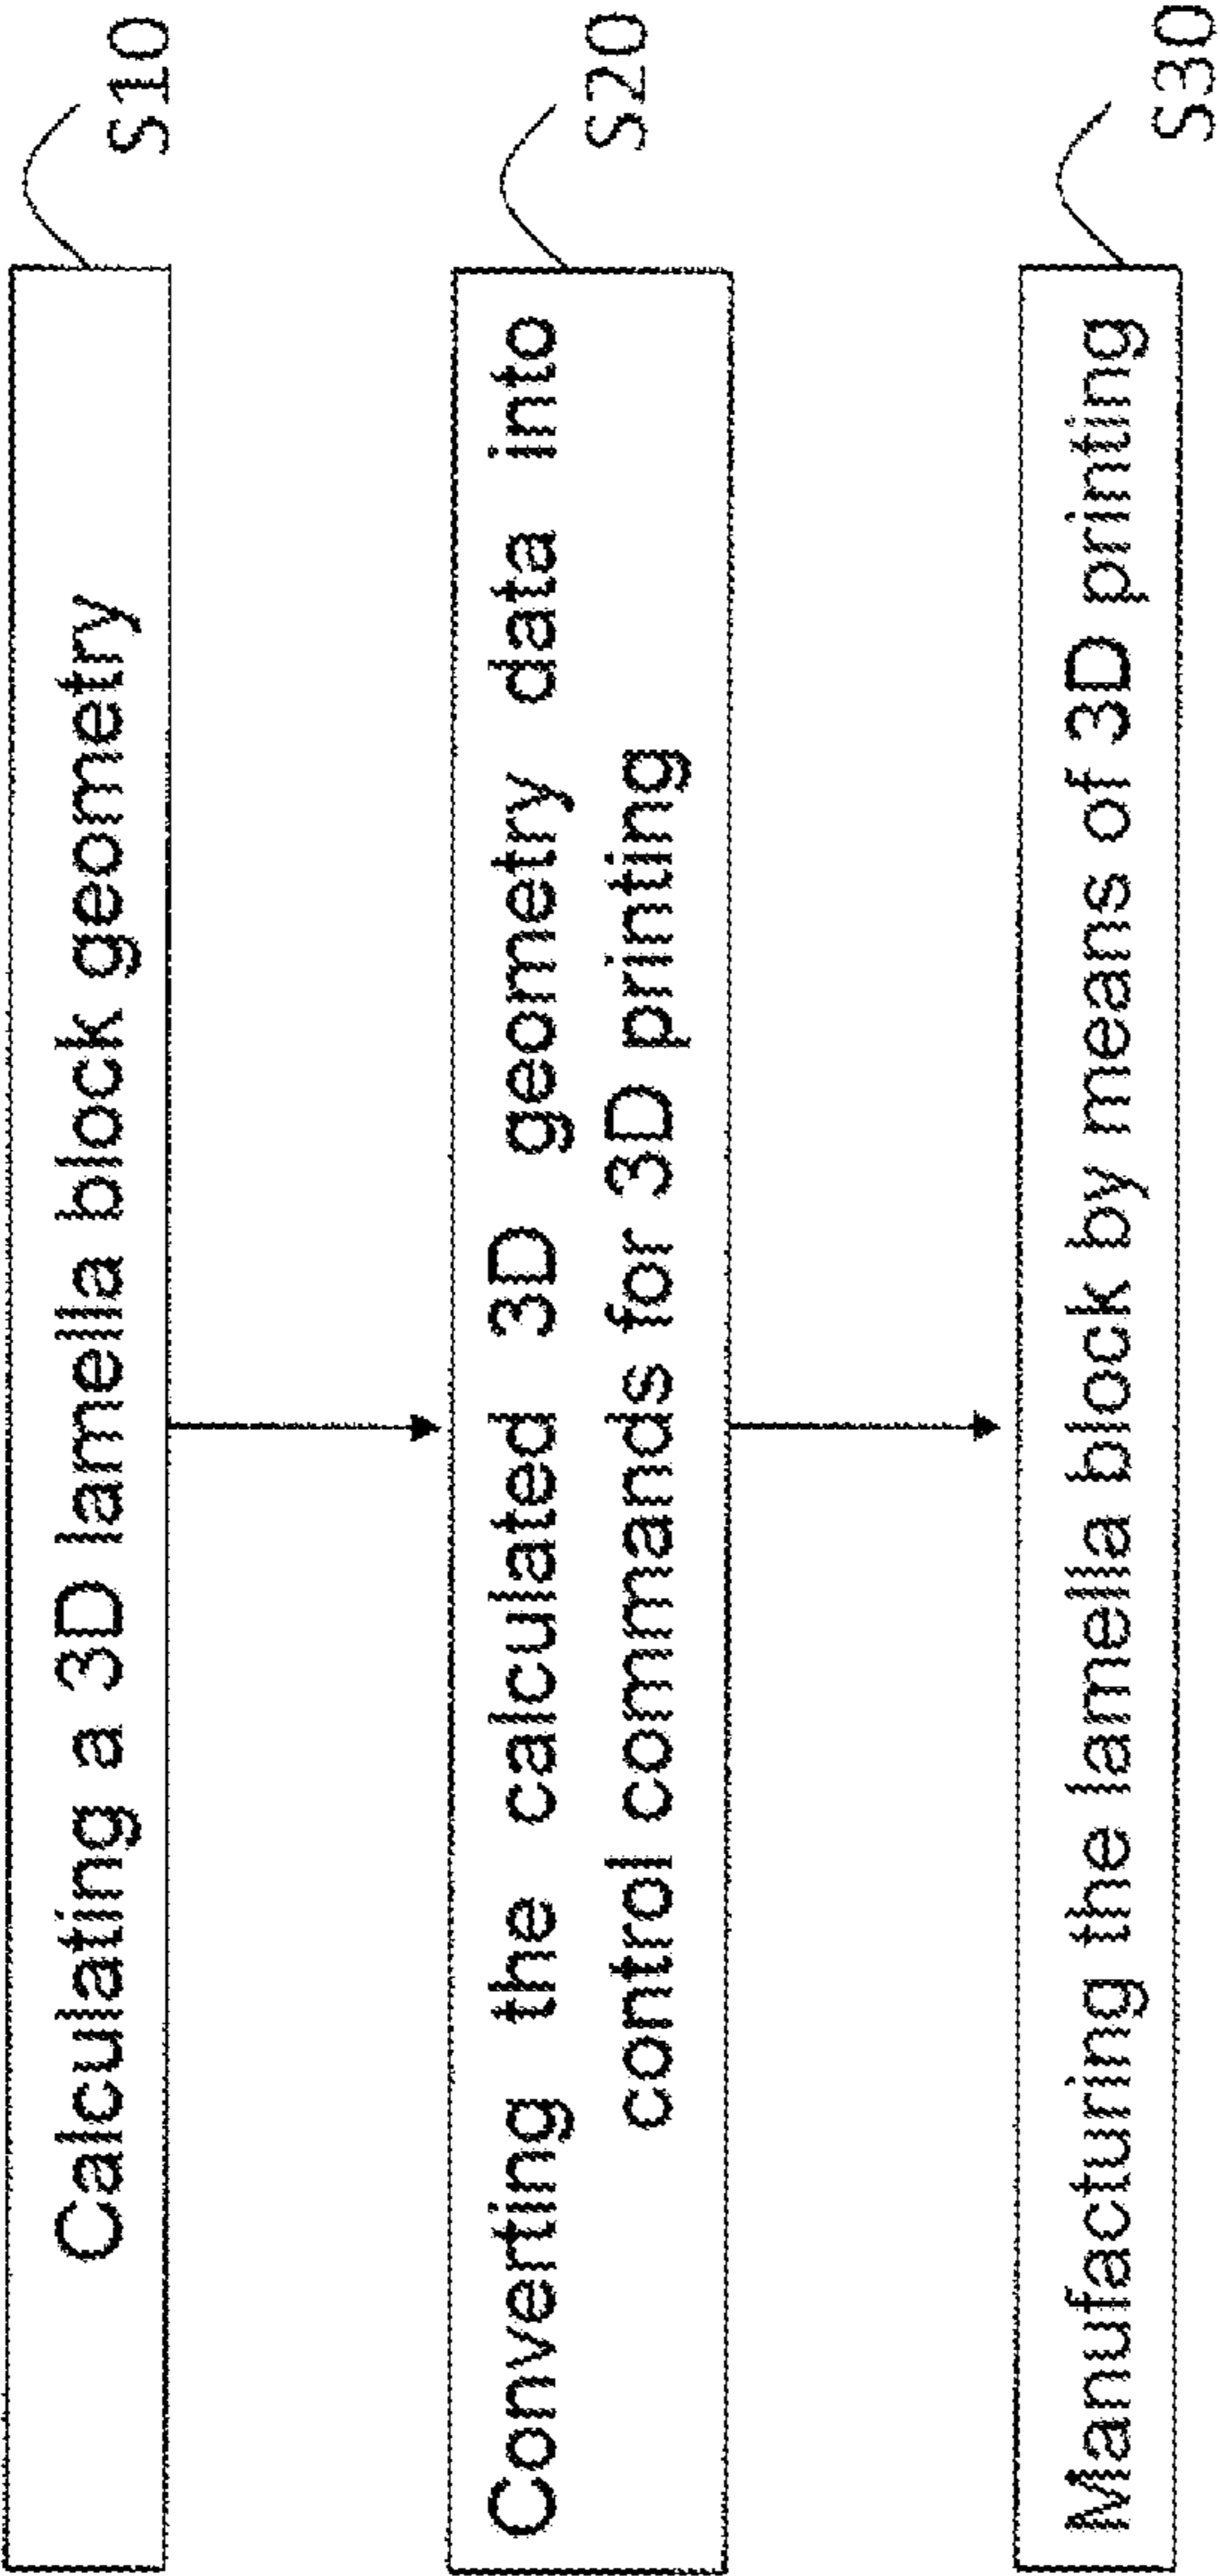 Calculating a 3D lamella block geometry
S10
Converting the calculated 3D geometry data into
control commands for 3D printing
S20
Manufacturing the lamella block by means of 3D printing
S30